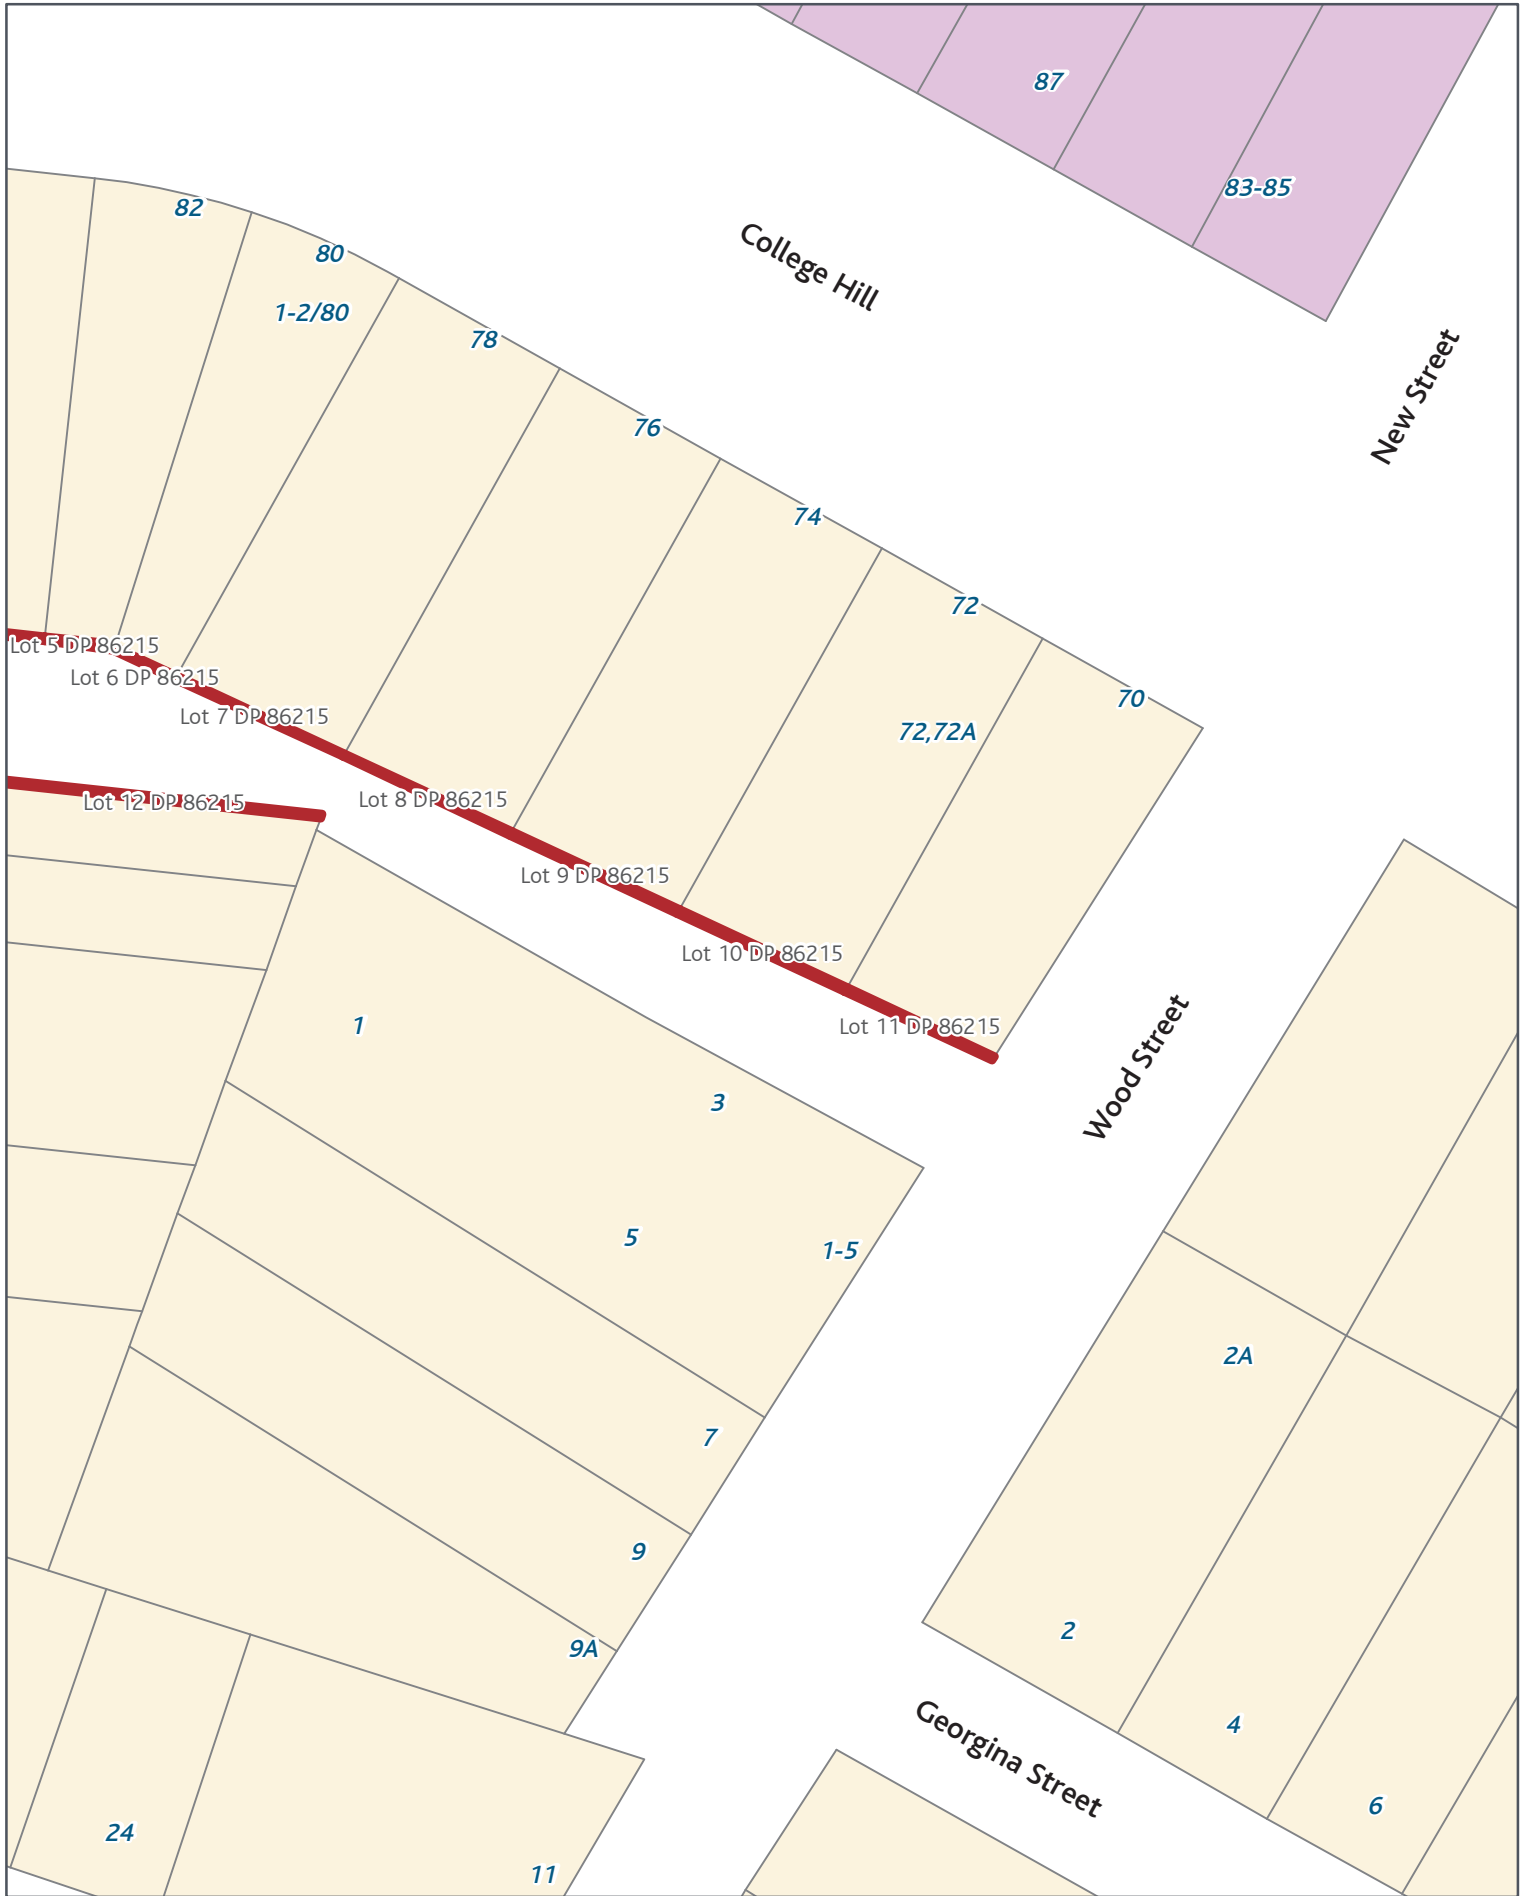 87
83-85
82
College Hill
80
1-2/80
78
New Street
76
74
72
Lot 5 DP 86215
Lot 6 DP 86215
70
Lot 7 DP 86215
72,72A
Lot 12 DP 86215
Lot 8 DP 86215
Lot 9 DP 86215
Lot 10 DP 86215
Lot 11 DP 86215
1
Wood Street
3
5
1-5
2A
7
9
2
9A
4
Georgina Street
6
24
11